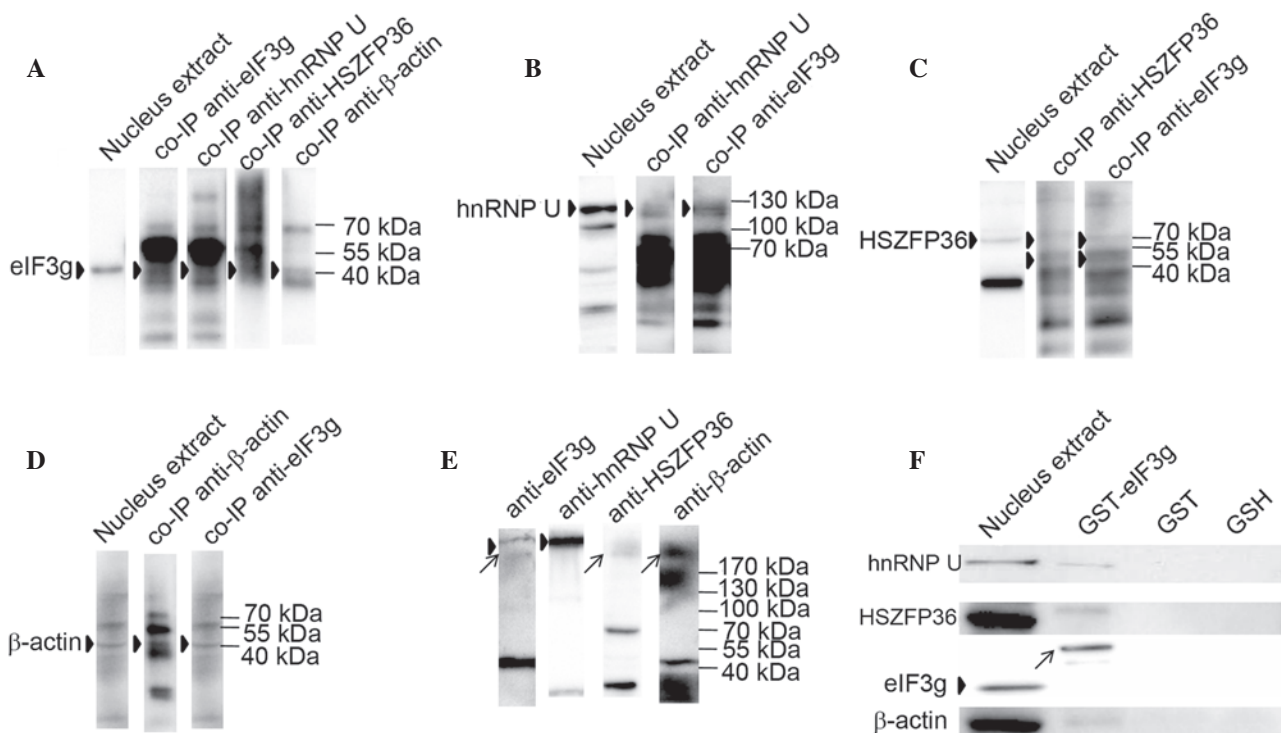 A
Nucleus extract
co-IP anti-eIF3g
co-IP anti-hnRNP U
co-IP anti-HSZFP36
co-IP anti-β-actin
eIF3g
70 kDa
55 kDa
40 kDa
B
Nucleus extract
co-IP anti-hnRNP U
co-IP anti-eIF3g
hnRNP U
130 kDa
100 kDa
70 kDa
C
Nucleus extract
co-IP anti-HSZFP36
co-IP anti-eIF3g
HSZFP36
70 kDa
55 kDa
40 kDa
D
Nucleus extract
co-IP anti-β-actin
co-IP anti-eIF3g
β-actin
70 kDa
55 kDa
40 kDa
E
anti-eIF3g
anti-hnRNP U
anti-HSZFP36
anti-β-actin
170 kDa
130 kDa
100 kDa
70 kDa
55 kDa
40 kDa
F
Nucleus extract
GST-eIF3g
GST
GSH
hnRNP U
HSZFP36
eIF3g
β-actin